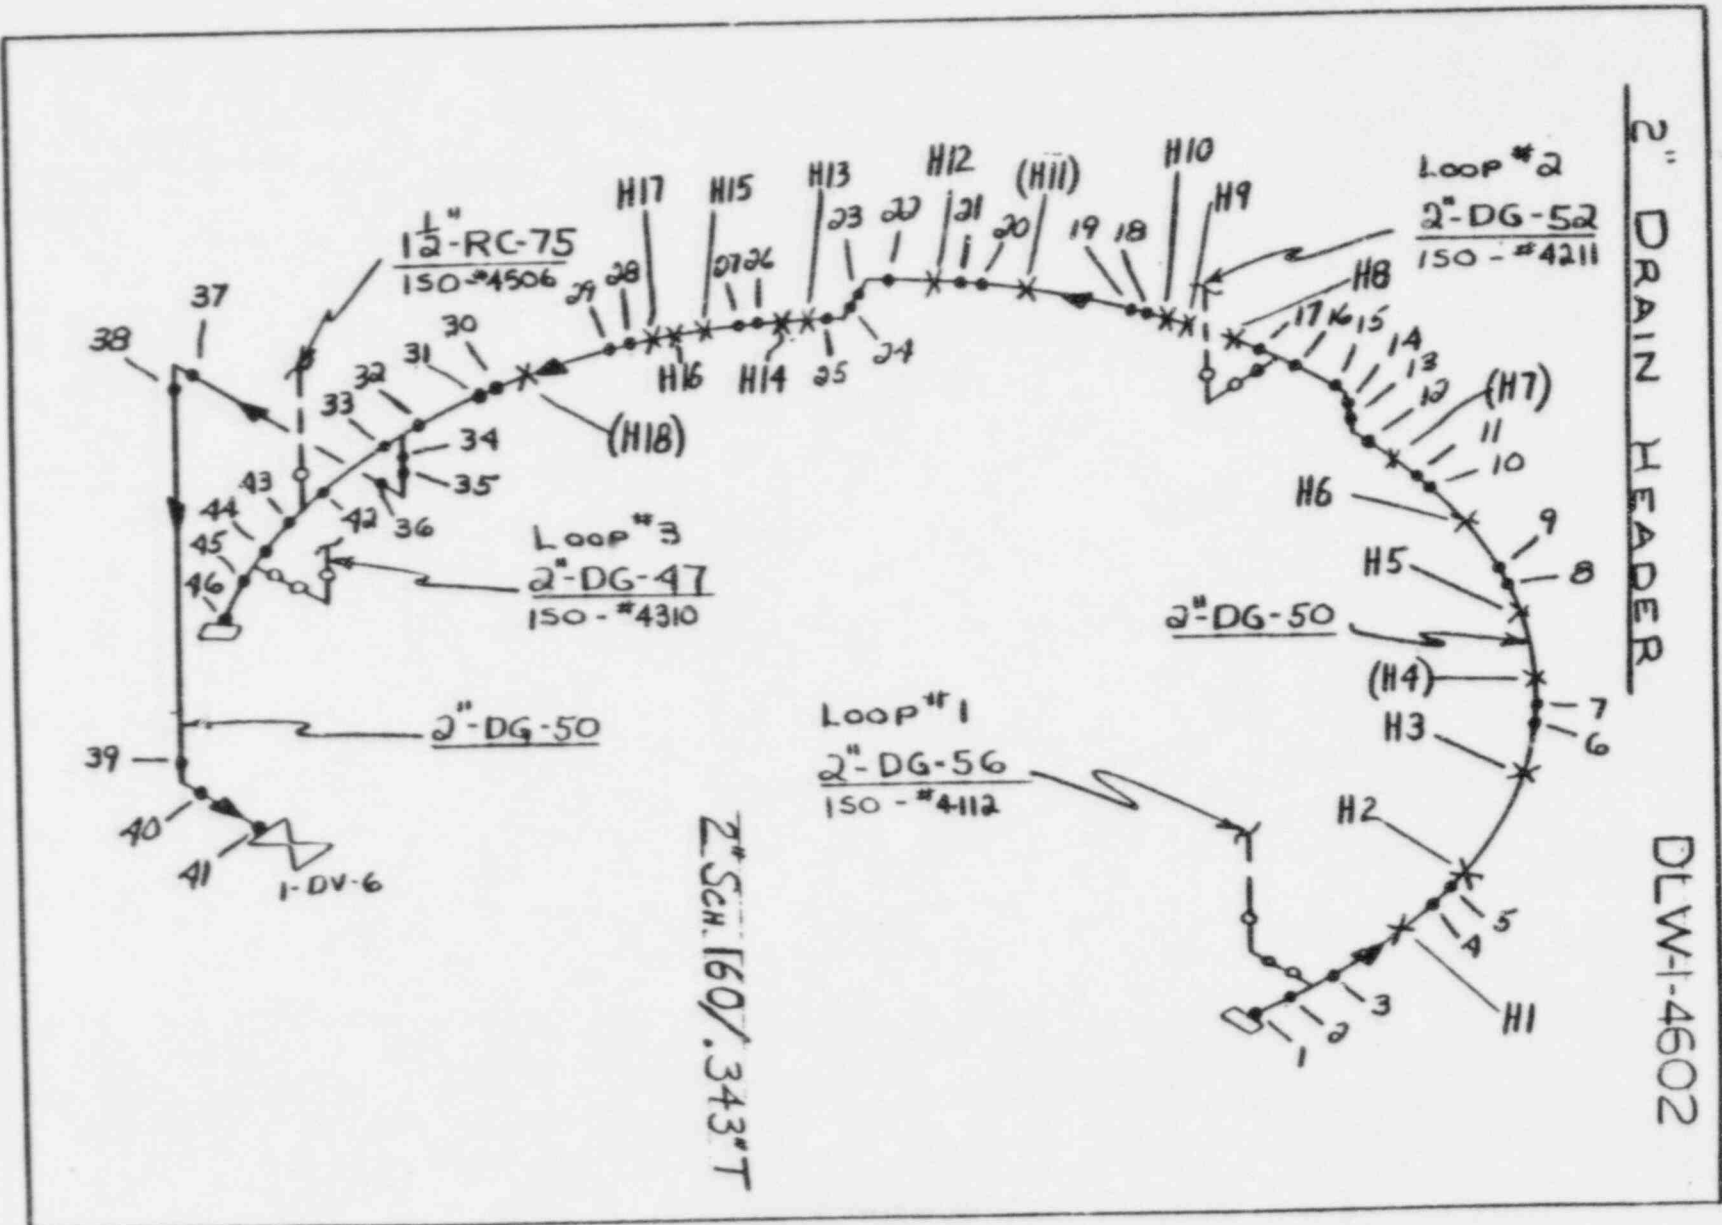 2" DRAIN HEADER
DLW-1-4602
Loop #2
2"-DG-52
ISO - #4211
1 1/2"-RC-75
ISO-#4506
H17
H15
H13
H12
(H11)
H10
H9
H8
37
38
31
30
29
28
27
26
23
22
21
20
19
18
17
16
15
14
13
12
(H7)
11
10
33
32
H16
H14
25
24
(H18)
34
35
36
H6
9
8
H5
43
44
45
46
42
Loop #3
2"-DG-47
ISO - #4310
2"-DG-50
(H4)
7
6
H3
39
2"-DG-50
Loop #1
2"-DG-56
ISO - #4112
H2
40
41
1-DV-6
5
4
3
2
1
H1
2" SCH. 160/.343" T